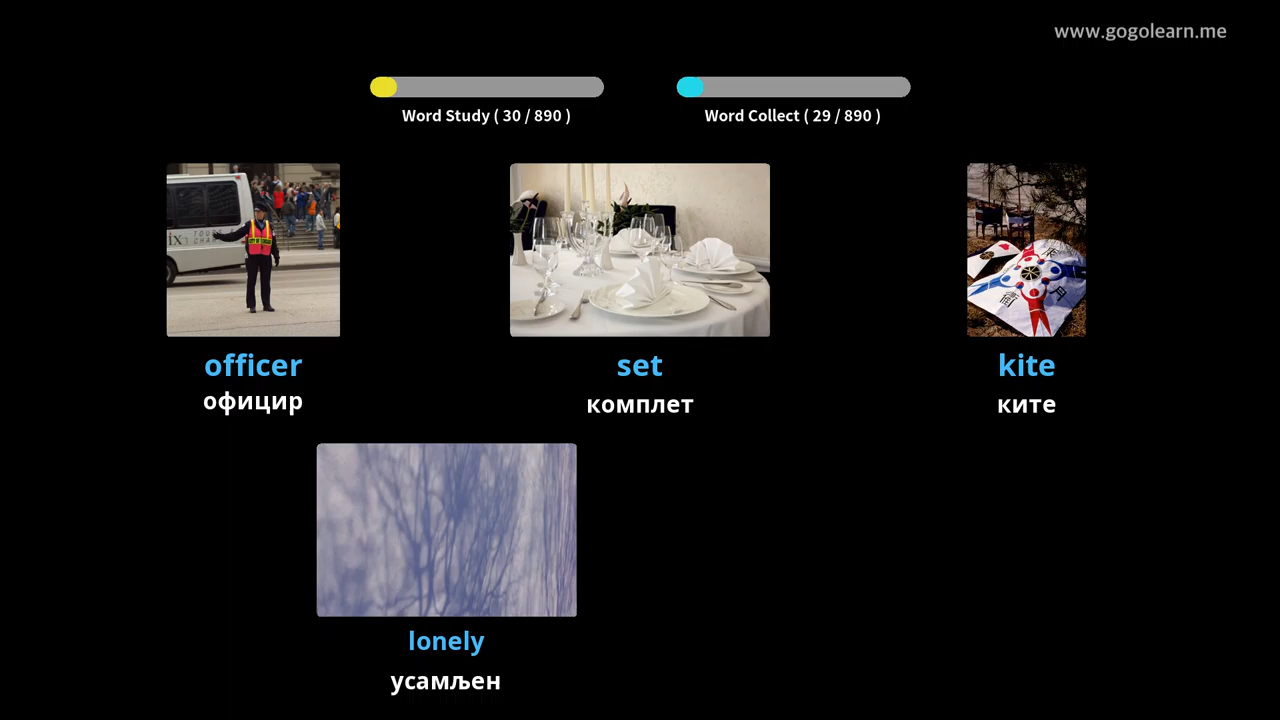 www.gogolearn.me
Word Study ( 30 / 890 )
Word Collect ( 29 / 890 )
officer
официр
set
комплет
kite
ките
lonely
усамљен